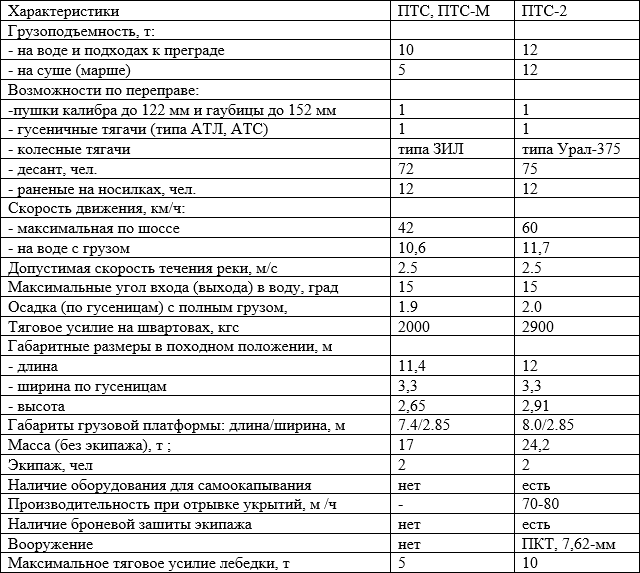 Характеристики ПТС, ПТС-М ПТС-2
Грузоподъемность, т:
- на воде и подходах к преграде 10 12
- на суше (марше) 5 12
Возможности по переправе:
-пушки калибра до 122 мм и гаубицы до 152 мм 1 1
- гусеничные тягачи (типа АТЛ, АТС) 1 1
- колесные тягачи типа ЗИЛ типа Урал-375
- десант, чел. 72 75
- раненые на носилках, чел. 12 12
Скорость движения, км/ч:
- максимальная по шоссе 42 60
- на воде с грузом 10,6 11,7
Допустимая скорость течения реки, м/с 2.5 2.5
Максимальные угол входа (выхода) в воду, град 15 15
Осадка (по гусеницам) с полным грузом, 1.9 2.0
Тяговое усилие на швартовах, кгс 2000 2900
Габаритные размеры в походном положении, м
- длина 11,4 12
- ширина по гусеницам 3,3 3,3
- высота 2,65 2,91
Габариты грузовой платформы: длина/ширина, м 7.4/2.85 8.0/2.85
Масса (без экипажа), т ; 17 24,2
Экипаж, чел 2 2
Наличие оборудования для самоокапывания нет есть
Производительность при отрывке укрытий, м /ч - 70-80
Наличие броневой зашиты экипажа нет есть
Вооружение нет ПКТ, 7,62-мм
Максимальное тяговое усилие лебедки, т 5 10